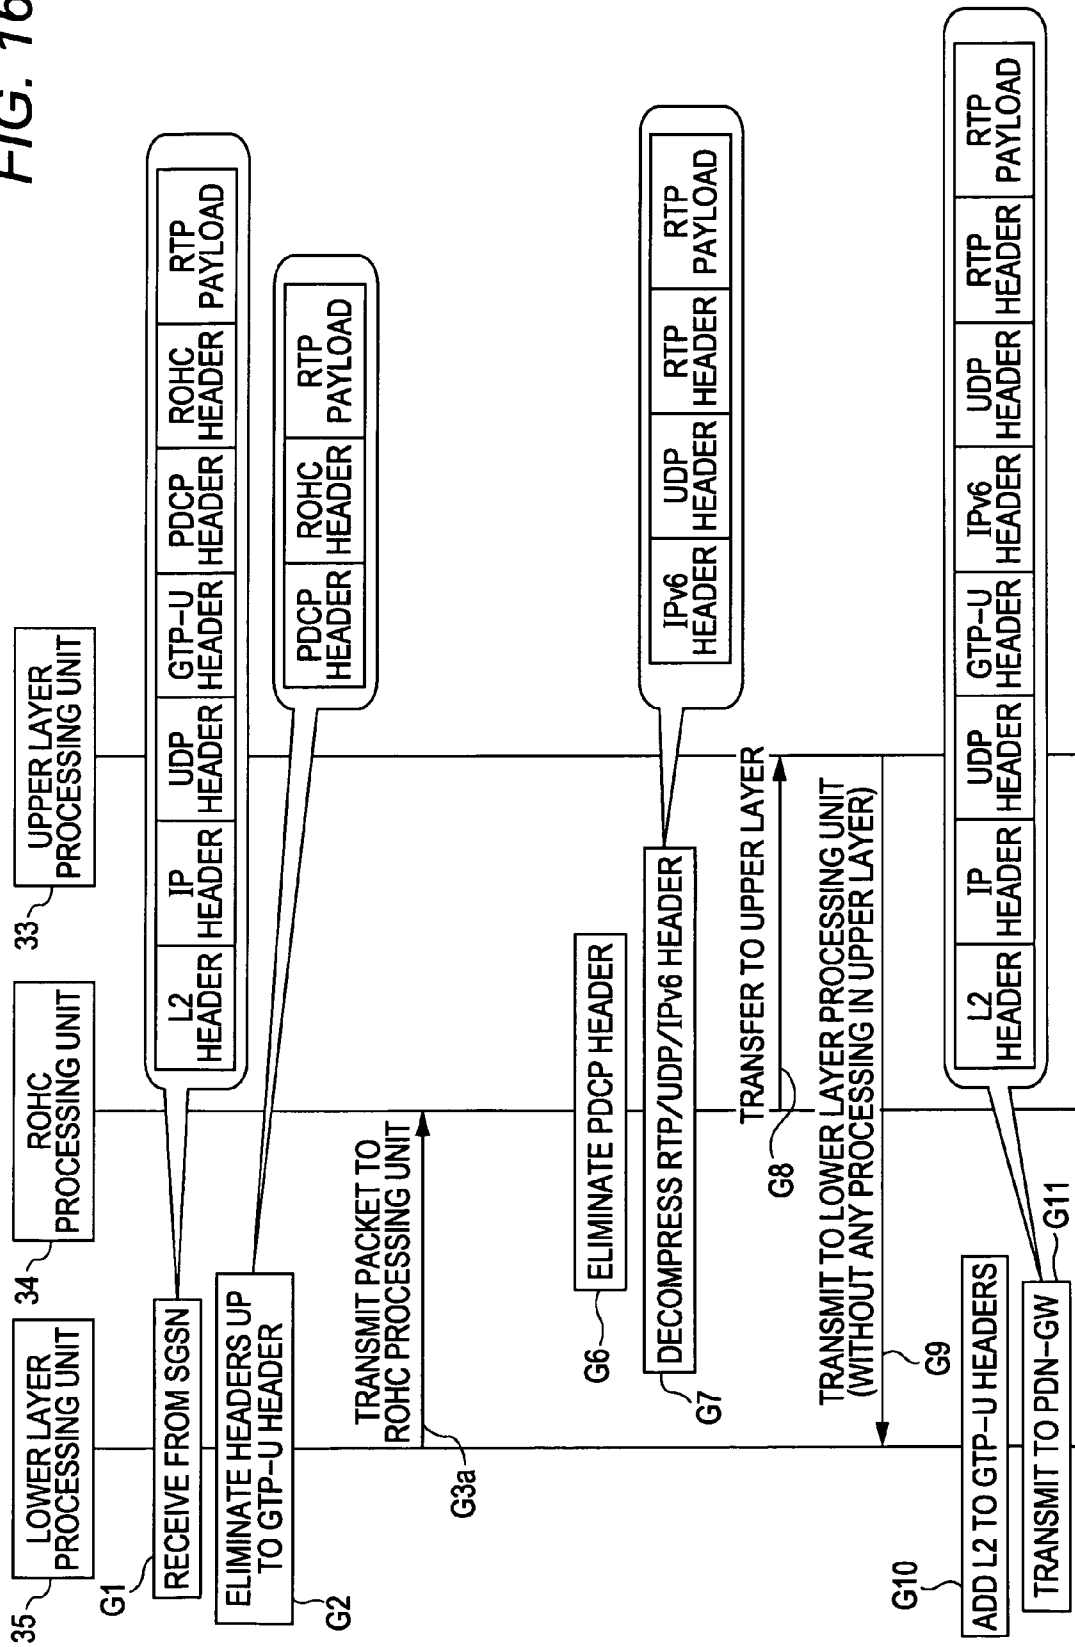 FIG. 16
35
LOWER LAYER
PROCESSING UNIT
34
ROHC
PROCESSING UNIT
33
UPPER LAYER
PROCESSING UNIT
G1
RECEIVE FROM SGSN
L2
HEADER
IP
HEADER
UDP
HEADER
GTP-U
HEADER
PDCP
HEADER
ROHC
HEADER
RTP
PAYLOAD
G2
ELIMINATE HEADERS UP
TO GTP-U HEADER
PDCP
HEADER
ROHC
HEADER
RTP
PAYLOAD
TRANSMIT PACKET TO
ROHC PROCESSING UNIT
G3a
G6
ELIMINATE PDCP HEADER
G7
DECOMPRESS RTP/UDP/IPv6 HEADER
IPv6
HEADER
UDP
HEADER
RTP
HEADER
RTP
PAYLOAD
TRANSFER TO UPPER LAYER
G8
TRANSMIT TO LOWER LAYER PROCESSING UNIT
(WITHOUT ANY PROCESSING IN UPPER LAYER)
G9
G10
ADD L2 TO GTP-U HEADERS
TRANSMIT TO PDN-GW
G11
L2
HEADER
IP
HEADER
UDP
HEADER
GTP-U
HEADER
IPv6
HEADER
UDP
HEADER
RTP
HEADER
RTP
PAYLOAD